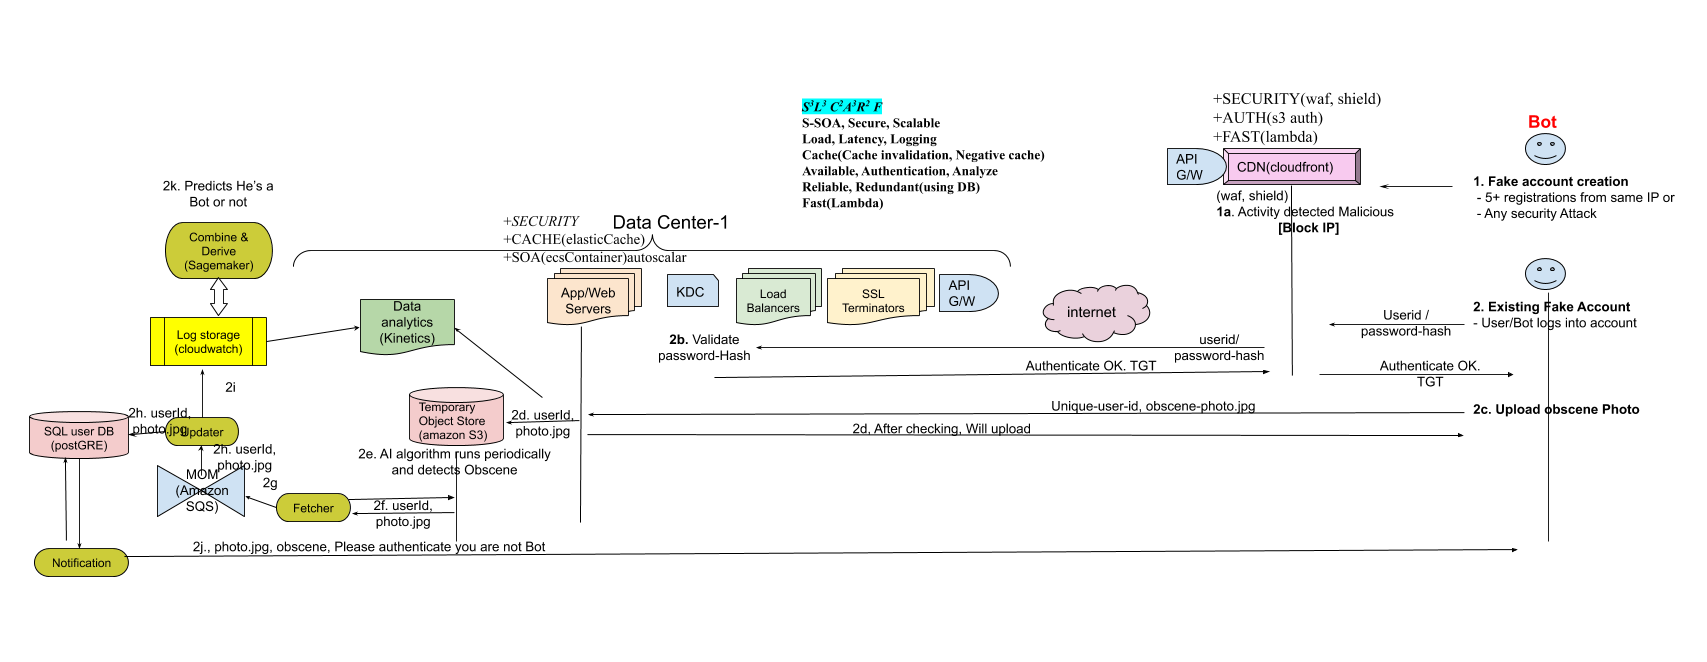 S³L³ C²A³R² F
S-SOA, Secure, Scalable
Load, Latency, Logging
Cache(Cache invalidation, Negative cache)
Available, Authentication, Analyze
Reliable, Redundant(using DB)
Fast(Lambda)
+SECURITY(waf, shield)
+AUTH(s3 auth)
+FAST(lambda)
API
G/W
CDN(cloudfront)
(waf, shield)
1a. Activity detected Malicious
[Block IP]
Bot
1. Fake account creation
- 5+ registrations from same IP or
- Any security Attack
2k. Predicts He's a
Bot or not
Combine &
Derive
(Sagemaker)
+SECURITY
+CACHE(elasticCache)
+SOA(ecsContainer)autoscalar
Data Center-1
App/Web
Servers
KDC
Load
Balancers
SSL
Terminators
API
G/W
internet
2. Existing Fake Account
- User/Bot logs into account
Userid /
password-hash
Log storage
(cloudwatch)
Data
analytics
(Kinetics)
2b. Validate
password-Hash
userid/
password-hash
Authenticate OK. TGT
Authenticate OK.
TGT
2i
2h. userId,
photo.jpg
SQL user DB
(postGRE)
Updater
Temporary
Object Store
(amazon S3)
2d. userId,
photo.jpg
Unique-user-id, obscene-photo.jpg
2c. Upload obscene Photo
2d, After checking, Will upload
2e. AI algorithm runs periodically
and detects Obscene
2h. userId,
photo.jpg
MOM
(Amazon
SQS)
2g
Fetcher
2f. userId,
photo.jpg
2j., photo.jpg, obscene, Please authenticate you are not Bot
Notification